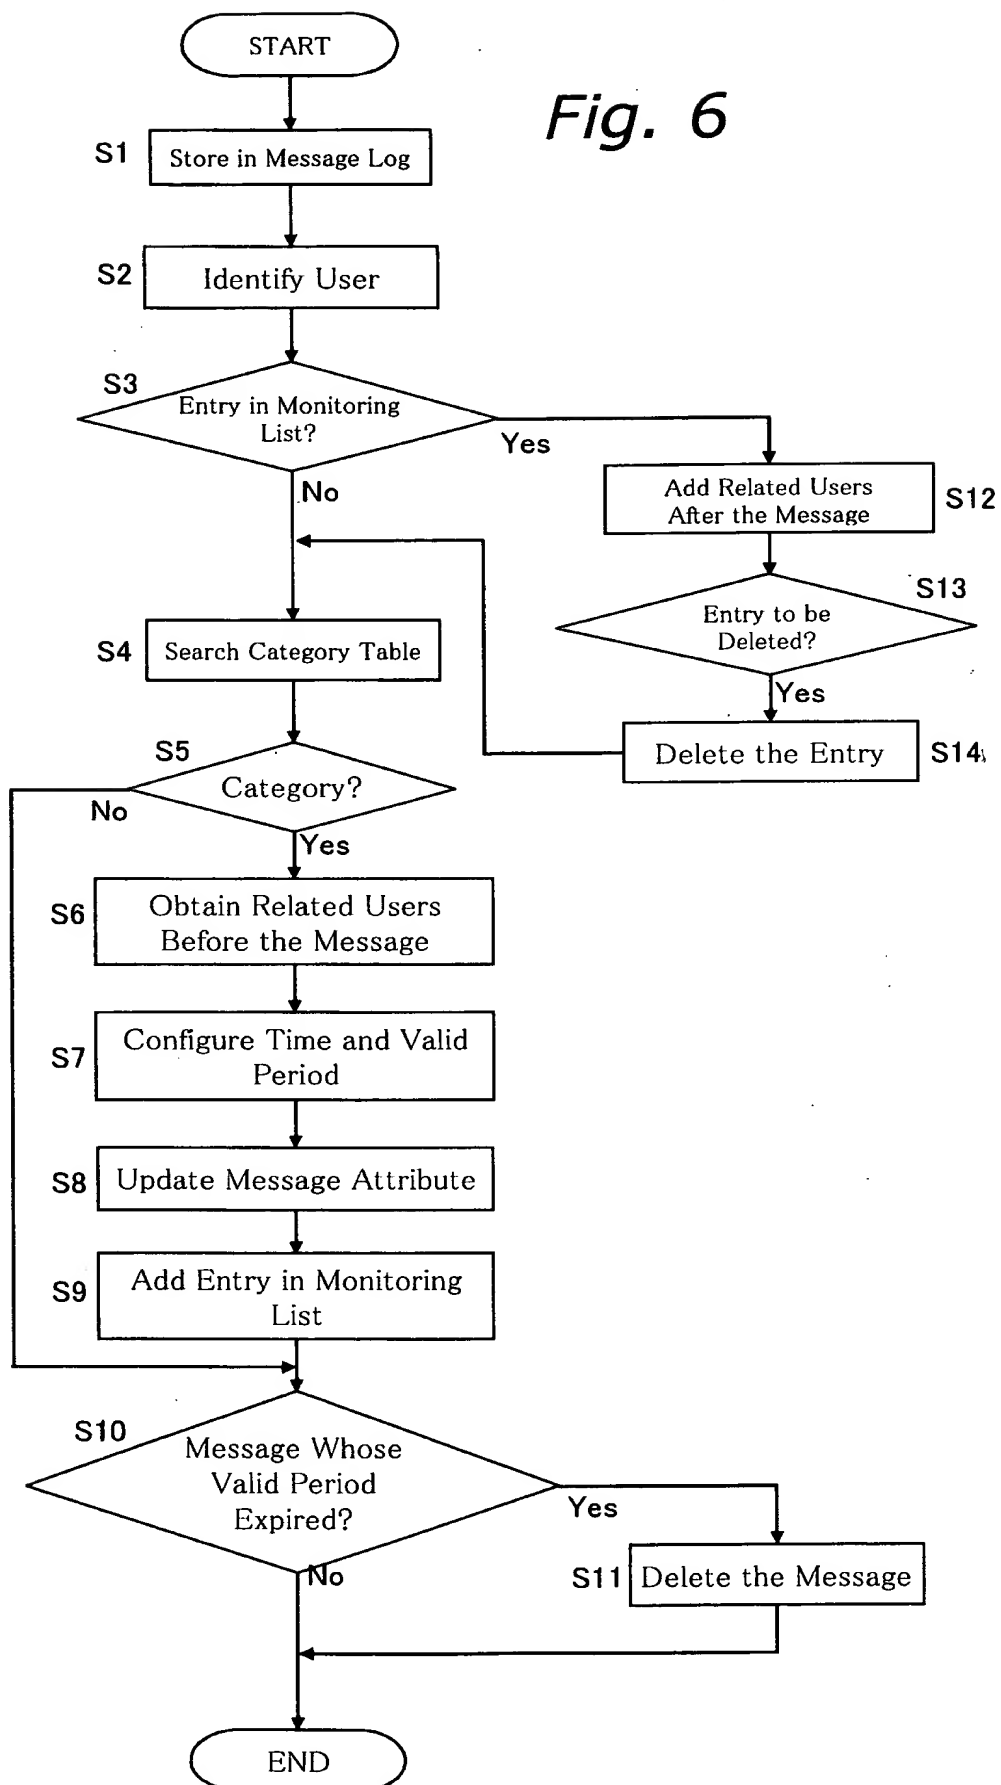 START
Fig. 6
S1
Store in Message Log
S2
Identify User
S3
Entry in Monitoring
List?
Yes
No
Add Related Users
After the Message
S12
S13
Entry to be
Deleted?
Yes
S4
Search Category Table
Delete the Entry
S14
S5
Category?
No
Yes
S6
Obtain Related Users
Before the Message
S7
Configure Time and Valid
Period
S8
Update Message Attribute
S9
Add Entry in Monitoring
List
S10
Message Whose
Valid Period
Expired?
Yes
No
S11
Delete the Message
END